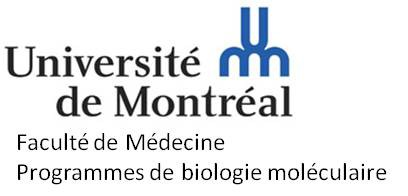 Université
de Montréal
Faculté de Médecine
Programmes de biologie moléculaire